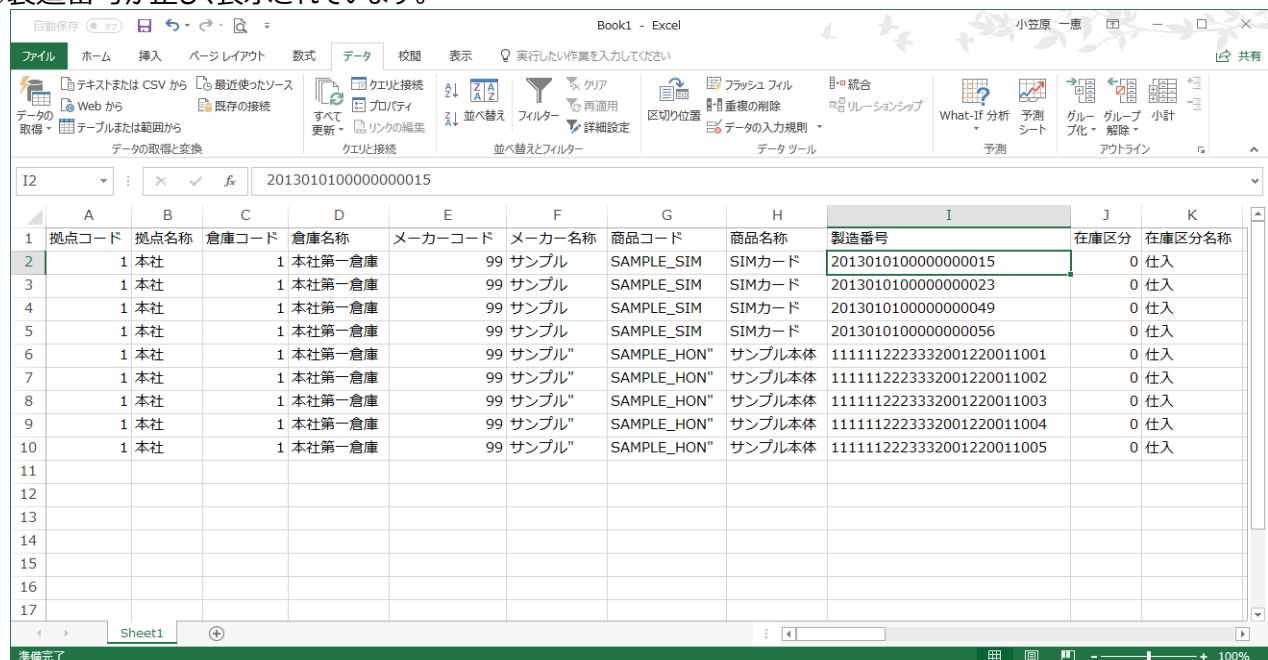 製造番号が正しく表示されています。
自動保存 オフ Book1 - Excel 小笠原 一恵
ファイル ホーム 挿入 ページ レイアウト 数式 データ 校閲 表示 実行したい作業を入力してください 共有
データの取得 テキストまたは CSV から Web から テーブルまたは範囲から 最近使ったソース 既存の接続
すべて更新 クエリと接続 プロパティ リンクの編集
並べ替え フィルター クリア 再適用 詳細設定
区切り位置 フラッシュ フィル 重複の削除 データの入力規則 統合 リレーションシップ
What-If 分析 予測シート グループ化 グループ解除 小計
データの取得と変換 クエリと接続 並べ替えとフィルター データ ツール 予測 アウトライン
I2 fx 2013010100000000015
A B C D E F G H I J K
1 拠点コード 拠点名称 倉庫コード 倉庫名称 メーカーコード メーカー名称 商品コード 商品名称 製造番号 在庫区分 在庫区分名称
2 1 本社 1 本社第一倉庫 99 サンプル SAMPLE_SIM SIMカード 2013010100000000015 0 仕入
3 1 本社 1 本社第一倉庫 99 サンプル SAMPLE_SIM SIMカード 2013010100000000023 0 仕入
4 1 本社 1 本社第一倉庫 99 サンプル SAMPLE_SIM SIMカード 2013010100000000049 0 仕入
5 1 本社 1 本社第一倉庫 99 サンプル SAMPLE_SIM SIMカード 2013010100000000056 0 仕入
6 1 本社 1 本社第一倉庫 99 サンプル" SAMPLE_HON" サンプル本体 1111112223332001220011001 0 仕入
7 1 本社 1 本社第一倉庫 99 サンプル" SAMPLE_HON" サンプル本体 1111112223332001220011002 0 仕入
8 1 本社 1 本社第一倉庫 99 サンプル" SAMPLE_HON" サンプル本体 1111112223332001220011003 0 仕入
9 1 本社 1 本社第一倉庫 99 サンプル" SAMPLE_HON" サンプル本体 1111112223332001220011004 0 仕入
10 1 本社 1 本社第一倉庫 99 サンプル" SAMPLE_HON" サンプル本体 1111112223332001220011005 0 仕入
11
12
13
14
15
16
17
Sheet1
準備完了 100%